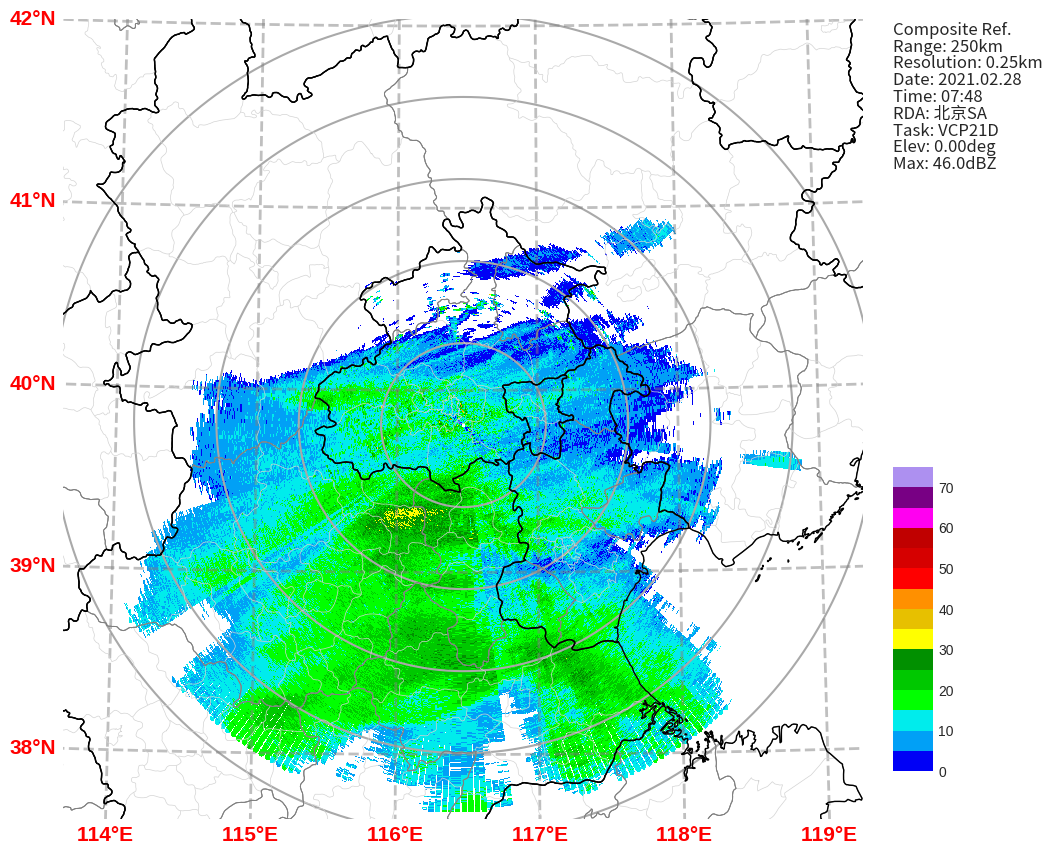 42°N
41°N
40°N
39°N
38°N
114°E
115°E
116°E
117°E
118°E
119°E
Composite Ref.
Range: 250km
Resolution: 0.25km
Date: 2021.02.28
Time: 07:48
RDA: 北京SA
Task: VCP21D
Elev: 0.00deg
Max: 46.0dBZ
70
60
50
40
30
20
10
0